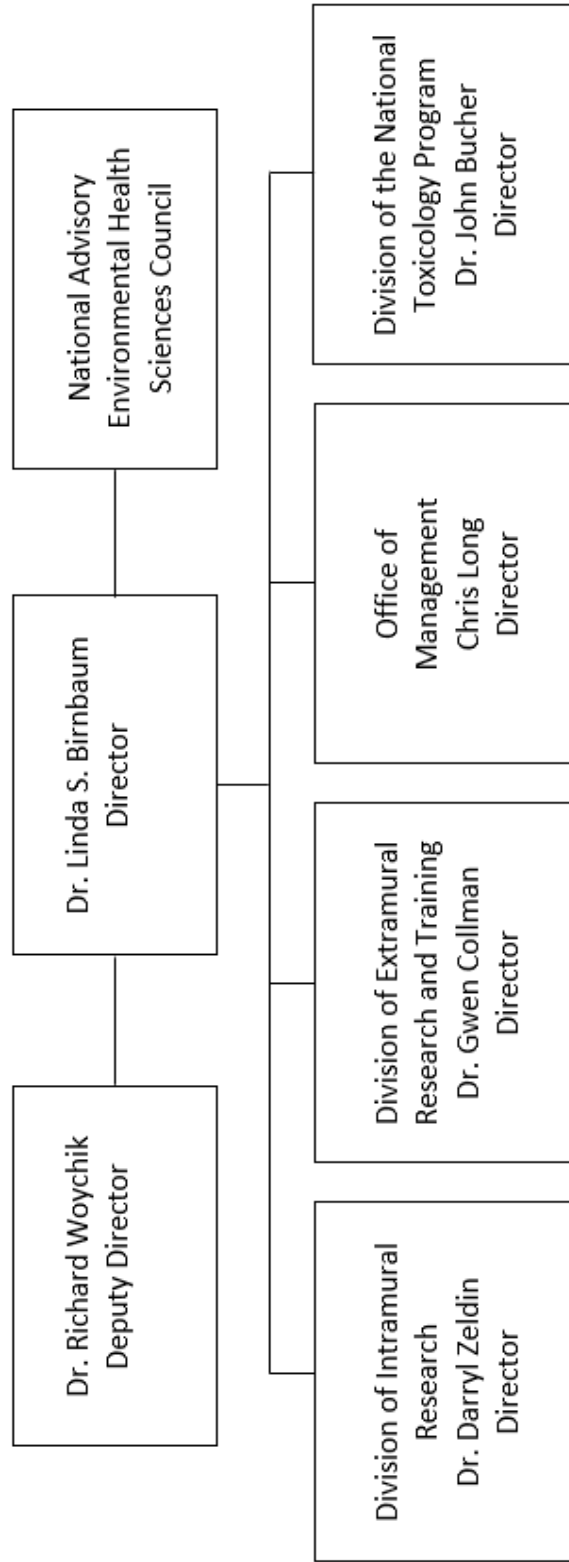 Dr. Richard Woychik
Deputy Director
Dr. Linda S. Birnbaum
Director
National Advisory
Environmental Health
Sciences Council
Division of Intramural
Research
Dr. Darryl Zeldin
Director
Division of Extramural
Research and Training
Dr. Gwen Collman
Director
Office of
Management
Chris Long
Director
Division of the National
Toxicology Program
Dr. John Bucher
Director